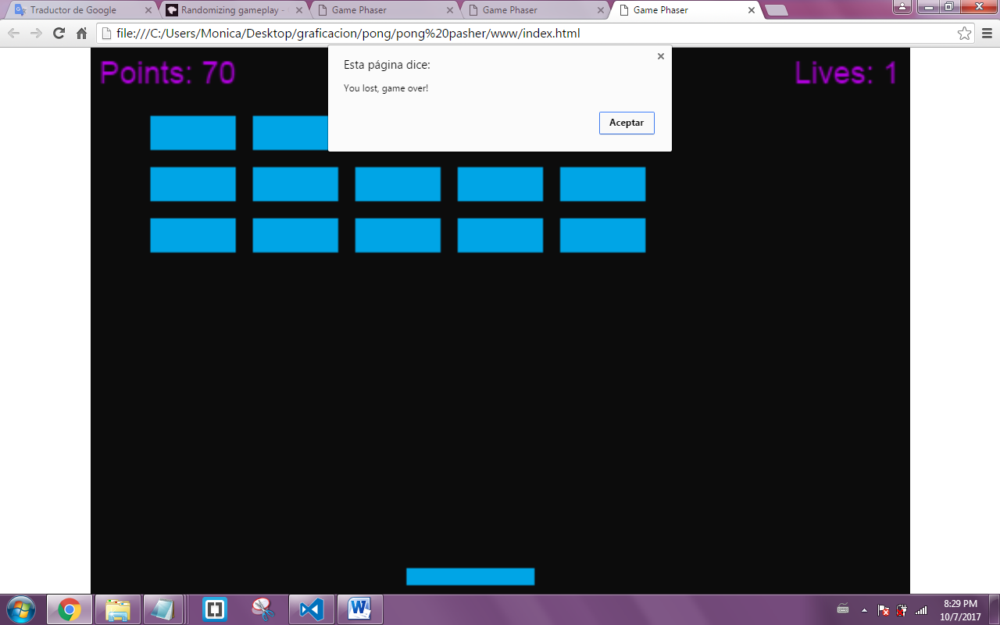 Traductor de Google
Randomizing gameplay -
Game Phaser
Game Phaser
Game Phaser
file:///C:/Users/Monica/Desktop/graficacion/pong/pong%20pasher/www/index.html
Points: 70
Esta página dice:
You lost, game over!
Aceptar
Lives: 1
8:29 PM
10/7/2017